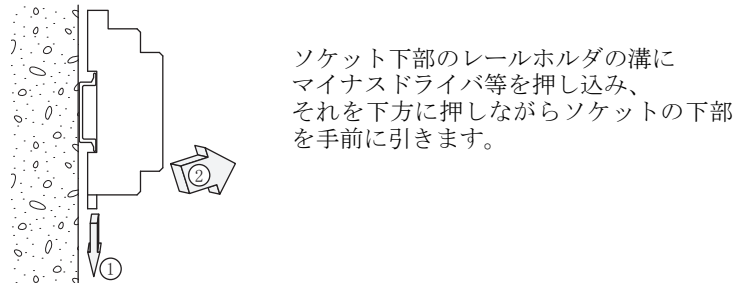 ソケット下部のレールホルダの溝に
マイナスドライバ等を押し込み、
それを下方に押しながらソケットの下部
を手前に引きます。
②
①